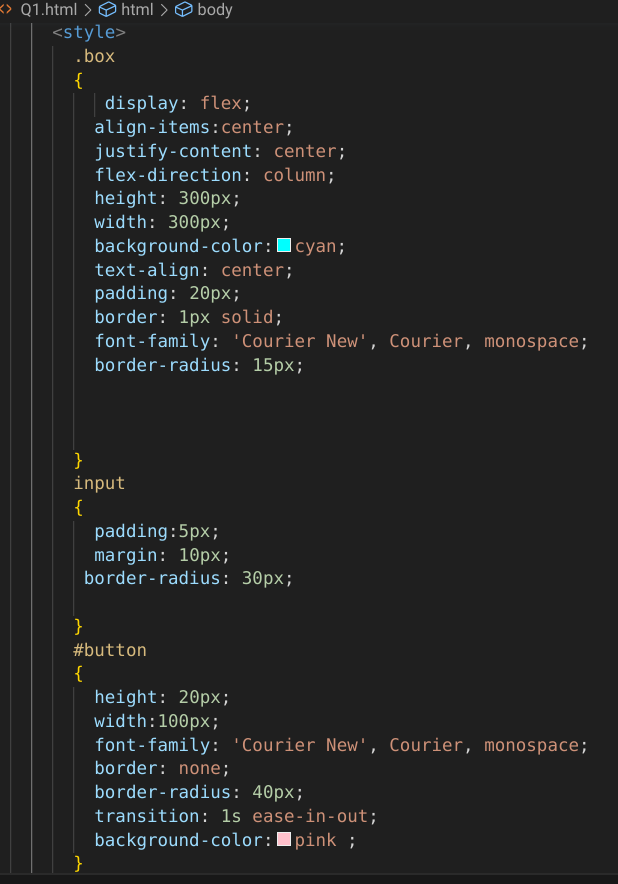 Q1.html > html > body
<style>
.box
{
display: flex;
align-items:center;
justify-content: center;
flex-direction: column;
height: 300px;
width: 300px;
background-color: cyan;
text-align: center;
padding: 20px;
border: 1px solid;
font-family: 'Courier New', Courier, monospace;
border-radius: 15px;
}
input
{
padding:5px;
margin: 10px;
border-radius: 30px;
}
#button
{
height: 20px;
width:100px;
font-family: 'Courier New', Courier, monospace;
border: none;
border-radius: 40px;
transition: 1s ease-in-out;
background-color: pink ;
}